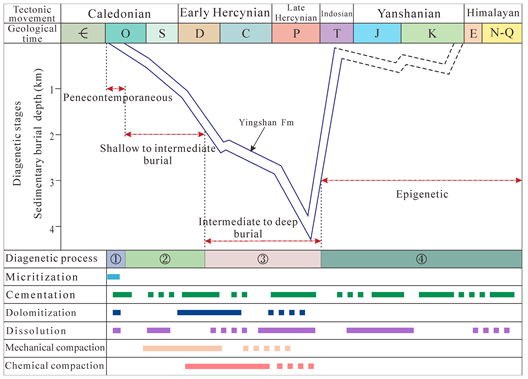 Tectonic movement Caledonian Early Hercynian Late Hercynian Indosian Yanshanian Himalayan
Geological time Є O S D C P T J K E N-Q
Diagenetic stages
Sedimentary burial depth (km)
1
2
3
4
Penecontemporaneous
Yingshan Fm
Shallow to intermediate burial
Epigenetic
Intermediate to deep burial
Diagenetic process ① ② ③ ④
Micritization
Cementation
Dolomitization
Dissolution
Mechanical compaction
Chemical compaction